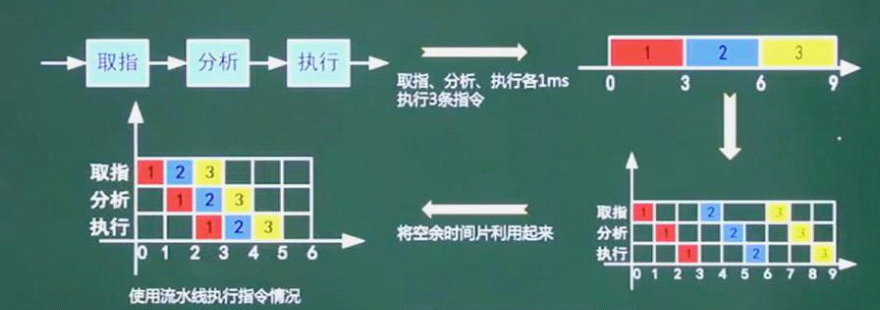 取指 分析 执行
取指、分析、执行各1ms
执行3条指令
1 2 3
0 3 6 9
取指 1 2 3
分析 1 2 3
执行 1 2 3
0 1 2 3 4 5 6
使用流水线执行指令情况
将空余时间片利用起来
取指 1 2 3
分析 1 2 3
执行 1 2 3
0 1 2 3 4 5 6 7 8 9